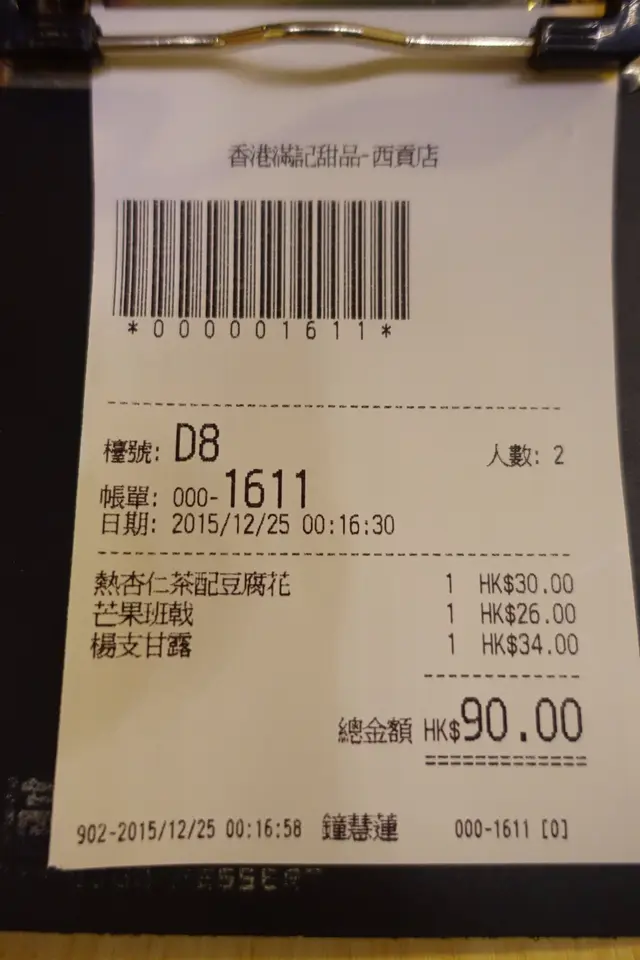 香港滿記甜品-西貢店
*0000001611*
檯號: D8 人數: 2
帳單: 000-1611
日期: 2015/12/25 00:16:30
熱杏仁茶配豆腐花 1 HK$30.00
芒果班戟 1 HK$26.00
楊支甘露 1 HK$34.00
總金額 HK$90.00
902-2015/12/25 00:16:58 鐘慧蓮 000-1611 [0]